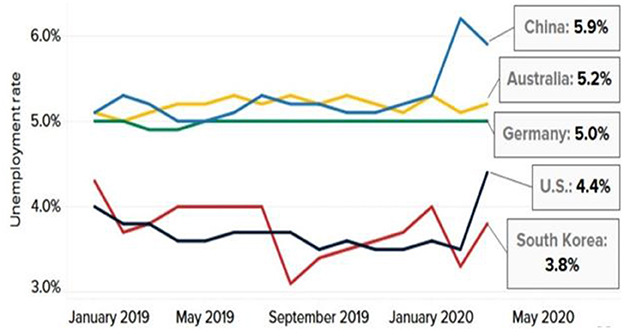 Unemployment rate
6.0%
5.0%
4.0%
3.0%
China: 5.9%
Australia: 5.2%
Germany: 5.0%
U.S.: 4.4%
South Korea:
3.8%
January 2019
May 2019
September 2019
January 2020
May 2020